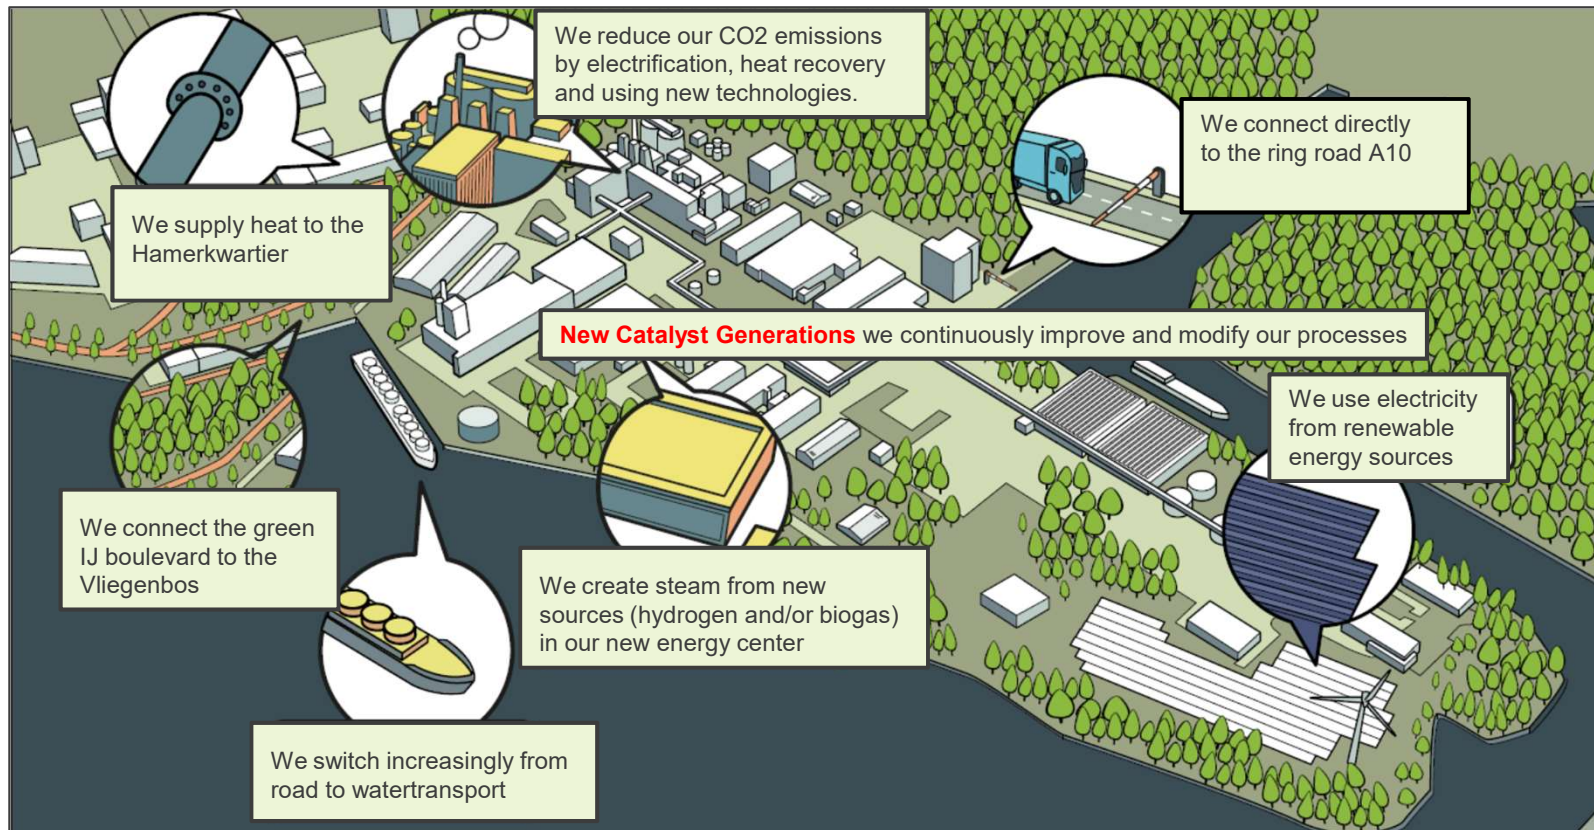 We reduce our CO2 emissions
by electrification, heat recovery
and using new technologies.
We connect directly
to the ring road A10
We supply heat to the
Hamerkwartier
New Catalyst Generations we continuously improve and modify our processes
We use electricity
from renewable
energy sources
We connect the green
IJ boulevard to the
Vliegenbos
We create steam from new
sources (hydrogen and/or biogas)
in our new energy center
We switch increasingly from
road to watertransport